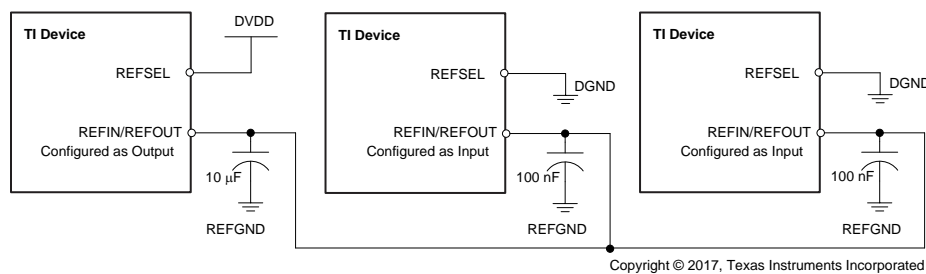 TI Device
DVDD
REFSEL
REFIN/REFOUT
Configured as Output
10 μF
REFGND
TI Device
REFSEL
DGND
REFIN/REFOUT
Configured as Input
100 nF
REFGND
TI Device
REFSEL
DGND
REFIN/REFOUT
Configured as Input
100 nF
REFGND
Copyright © 2017, Texas Instruments Incorporated